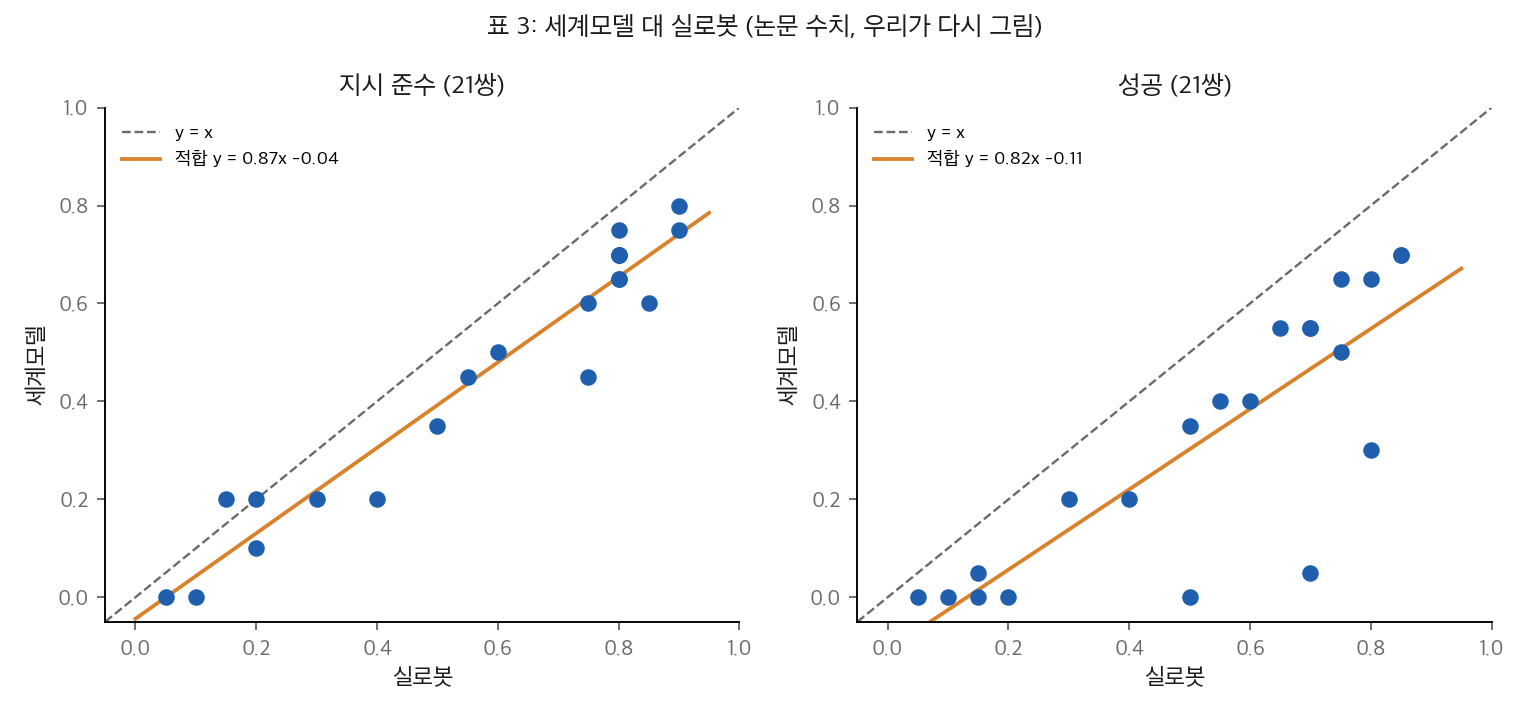 표 3: 세계모델 대 실로봇 (논문 수치, 우리가 다시 그림)
지시 준수 (21쌍)
y = x
적합 y = 0.87x -0.04
1.0
0.8
0.6
0.4
0.2
0.0
세계모델
0.0 0.2 0.4 0.6 0.8 1.0
실로봇
성공 (21쌍)
y = x
적합 y = 0.82x -0.11
1.0
0.8
0.6
0.4
0.2
0.0
세계모델
0.0 0.2 0.4 0.6 0.8 1.0
실로봇